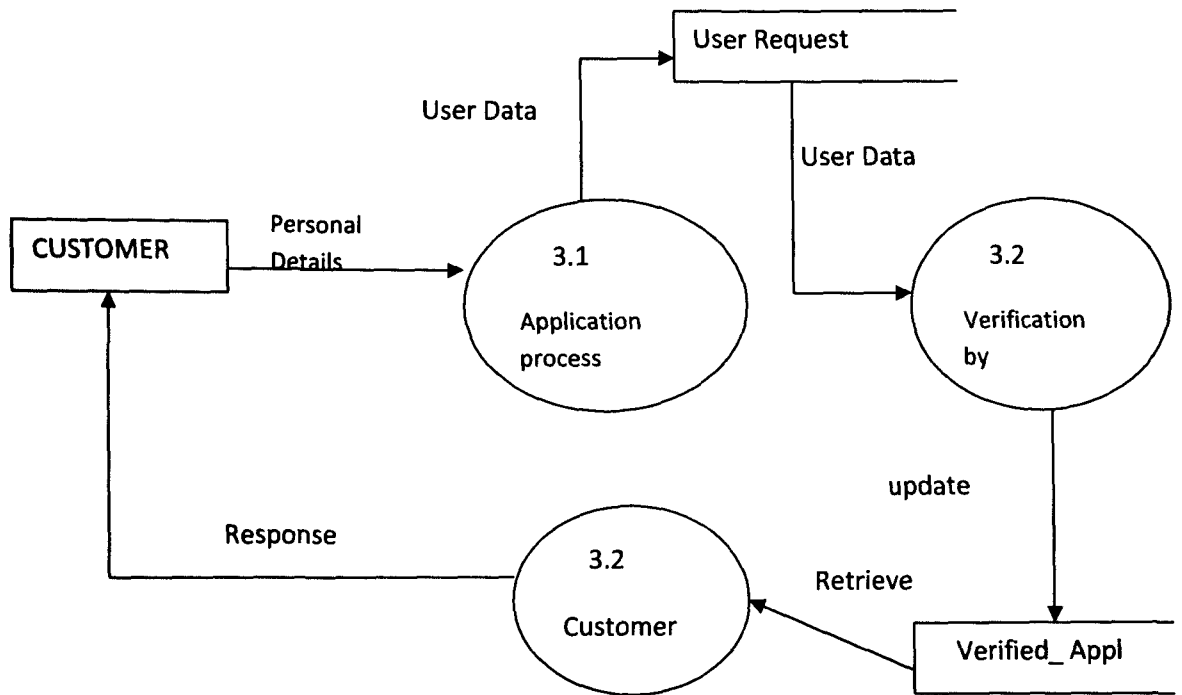 User Request
User Data
User Data
CUSTOMER
Personal
Details
3.1
Application
process
3.2
Verification
by
update
Response
3.2
Customer
Retrieve
Verified_ Appl